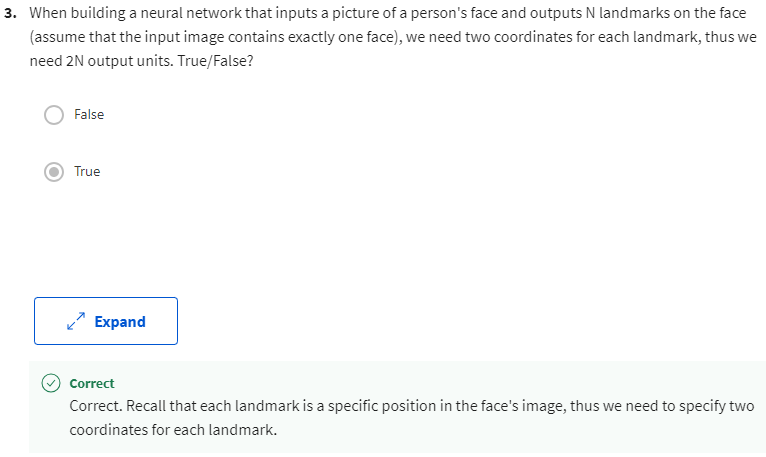 3. When building a neural network that inputs a picture of a person's face and outputs N landmarks on the face
(assume that the input image contains exactly one face), we need two coordinates for each landmark, thus we
need 2N output units. True/False?
False
True
Expand
Correct
Correct. Recall that each landmark is a specific position in the face's image, thus we need to specify two
coordinates for each landmark.